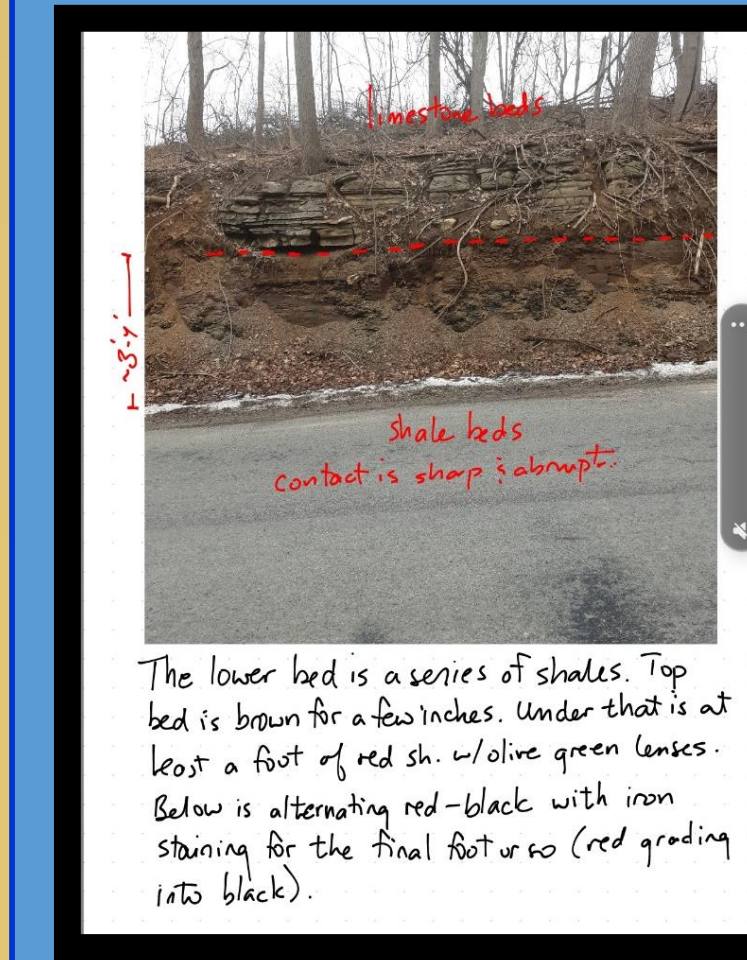 limestone beds
~3'-4'
shale beds
contact is sharp & abrupt.
The lower bed is a series of shales. Top
bed is brown for a few inches. Under that is at
least a foot of red sh. w/olive green lenses.
Below is alternating red-black with iron
staining for the final foot or so (red grading
into black).